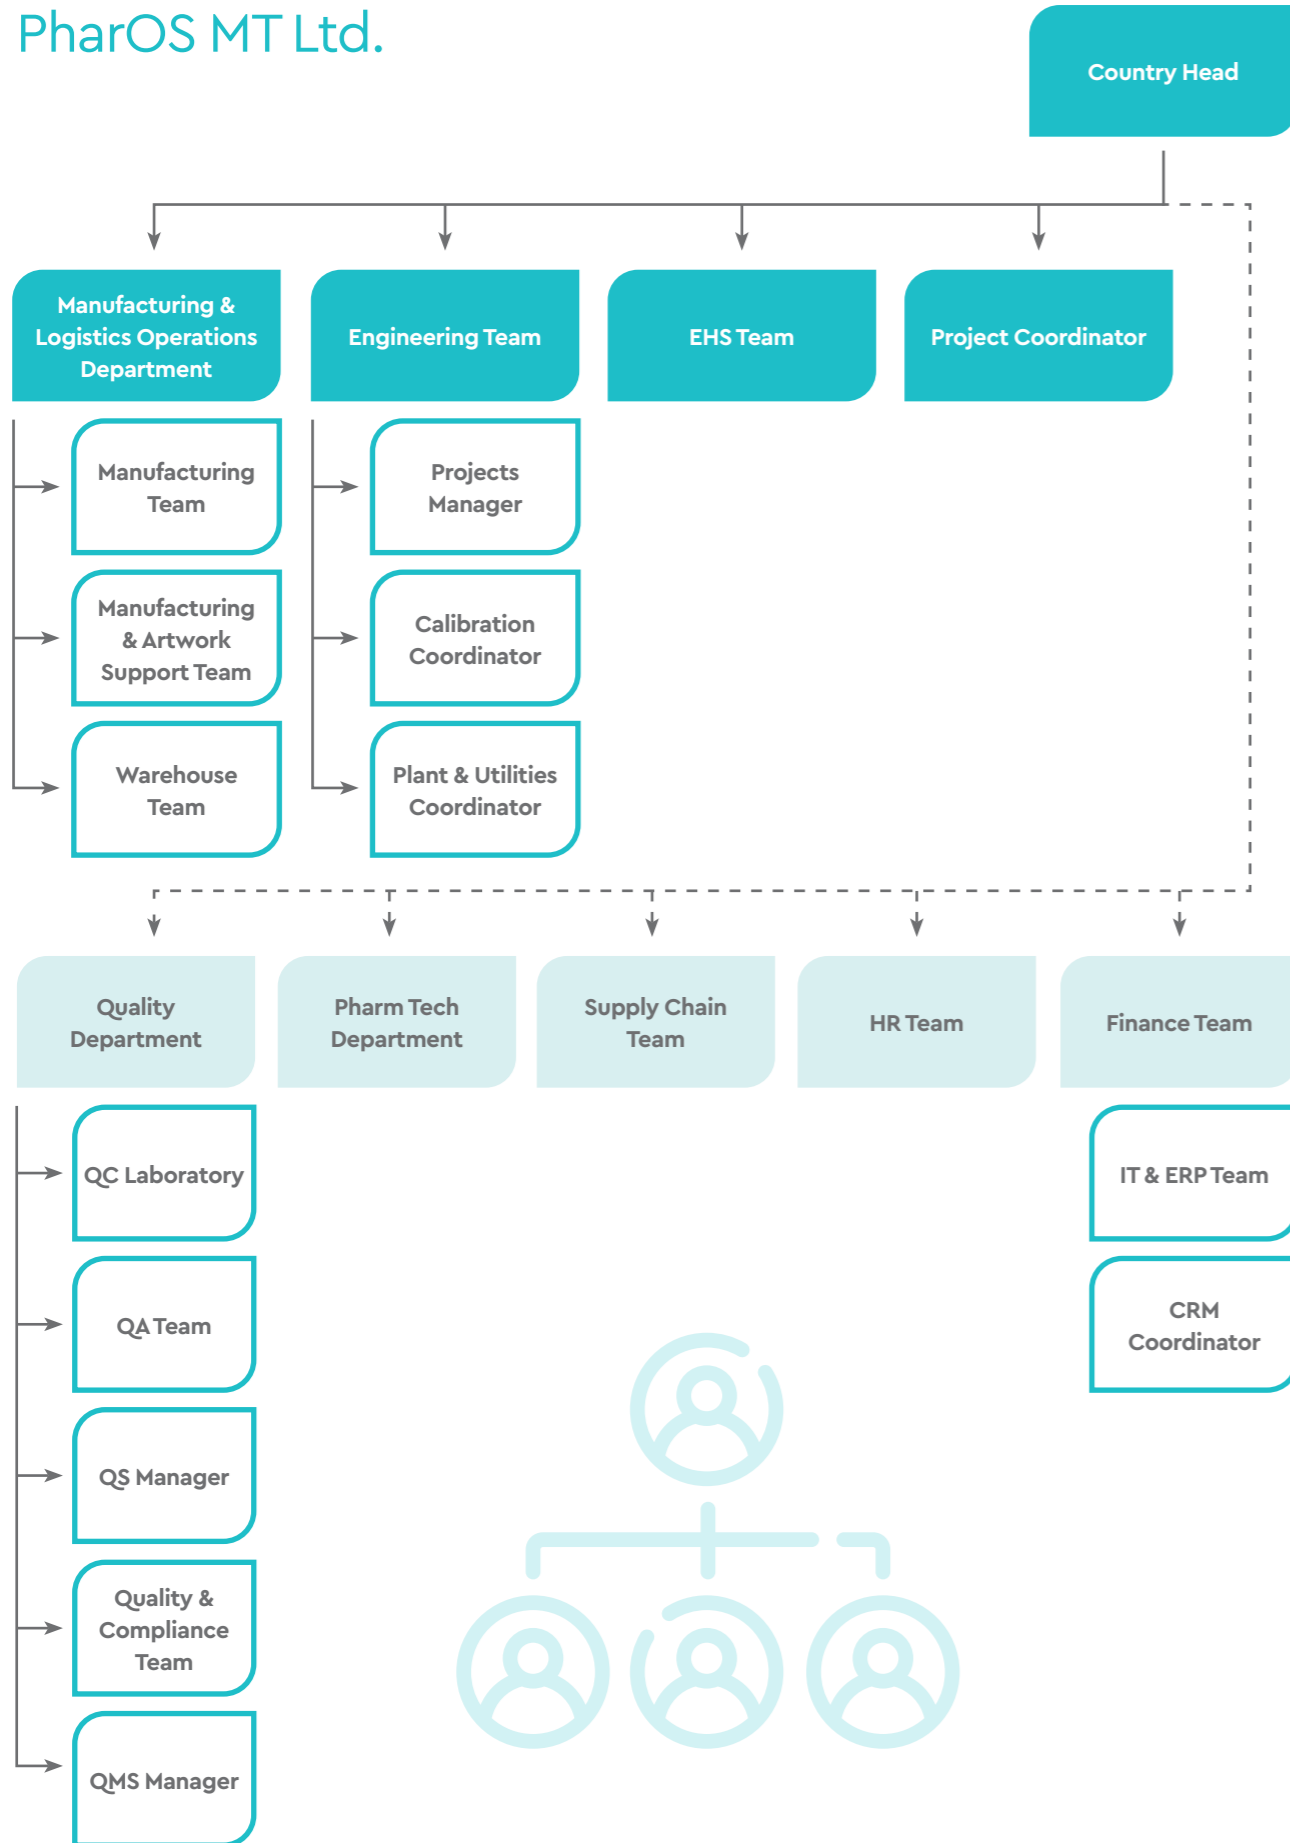 PharOS MT Ltd.
Country Head
Manufacturing &
Logistics Operations
Department
Engineering Team
EHS Team
Project Coordinator
Manufacturing
Team
Manufacturing
& Artwork
Support Team
Warehouse
Team
Projects
Manager
Calibration
Coordinator
Plant & Utilities
Coordinator
Quality
Department
Pharm Tech
Department
Supply Chain
Team
HR Team
Finance Team
QC Laboratory
QA Team
QS Manager
Quality &
Compliance
Team
QMS Manager
IT & ERP Team
CRM
Coordinator